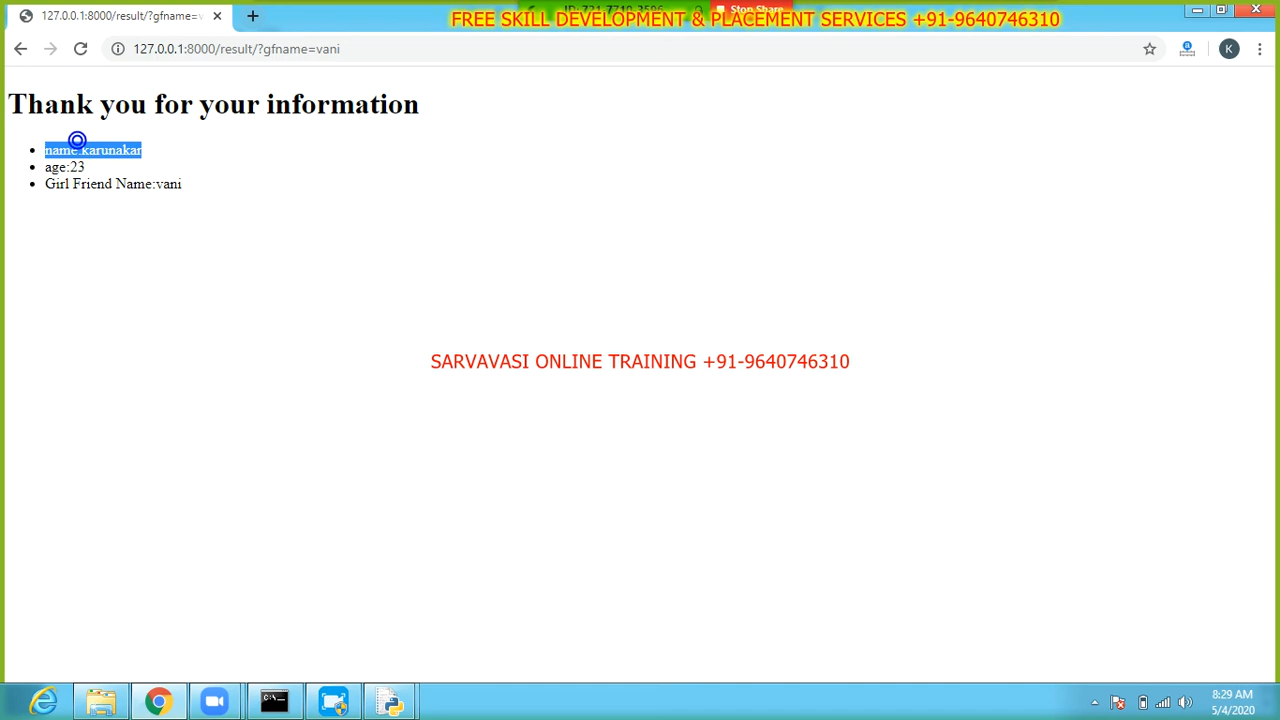 127.0.0.1:8000/result/?gfname=v
FREE SKILL DEVELOPMENT & PLACEMENT SERVICES +91-9640746310
127.0.0.1:8000/result/?gfname=vani
K
Thank you for your information
name:karunakar
age:23
Girl Friend Name:vani
SARVAVASI ONLINE TRAINING +91-9640746310
8:29 AM
5/4/2020